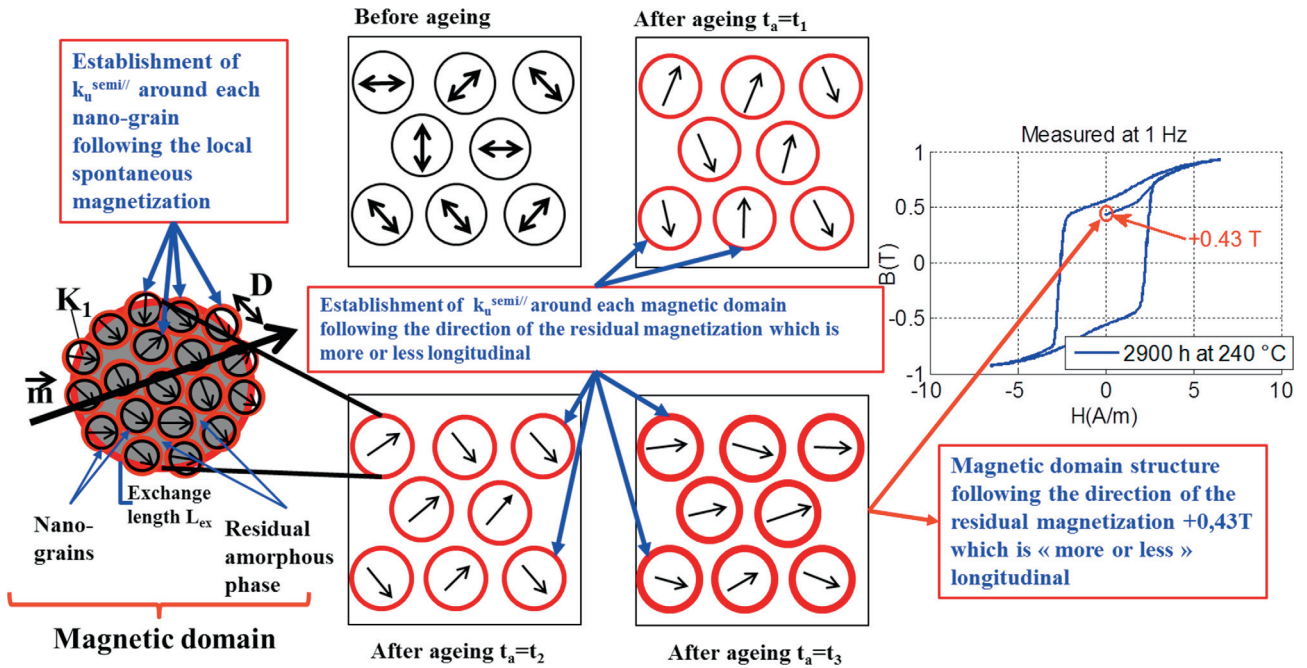 Before ageing
After ageing tₐ=t₁
Establishment of
kᵤˢᵉᵐⁱ// around each
nano-grain
following the local
spontaneous
magnetization
Measured at 1 Hz
1
0.5
0
-0.5
-1
B(T)
+0.43 T
2900 h at 240 °C
-10
-5
0
5
10
H(A/m)
K₁
D
m
Establishment of kᵤˢᵉᵐⁱ// around each magnetic domain
following the direction of the residual magnetization which is
more or less longitudinal
Exchange
length Lₑₓ
Nano-
grains
Residual
amorphous
phase
Magnetic domain
Magnetic domain structure
following the direction of the
residual magnetization +0,43T
which is « more or less »
longitudinal
After ageing tₐ=t₂
After ageing tₐ=t₃